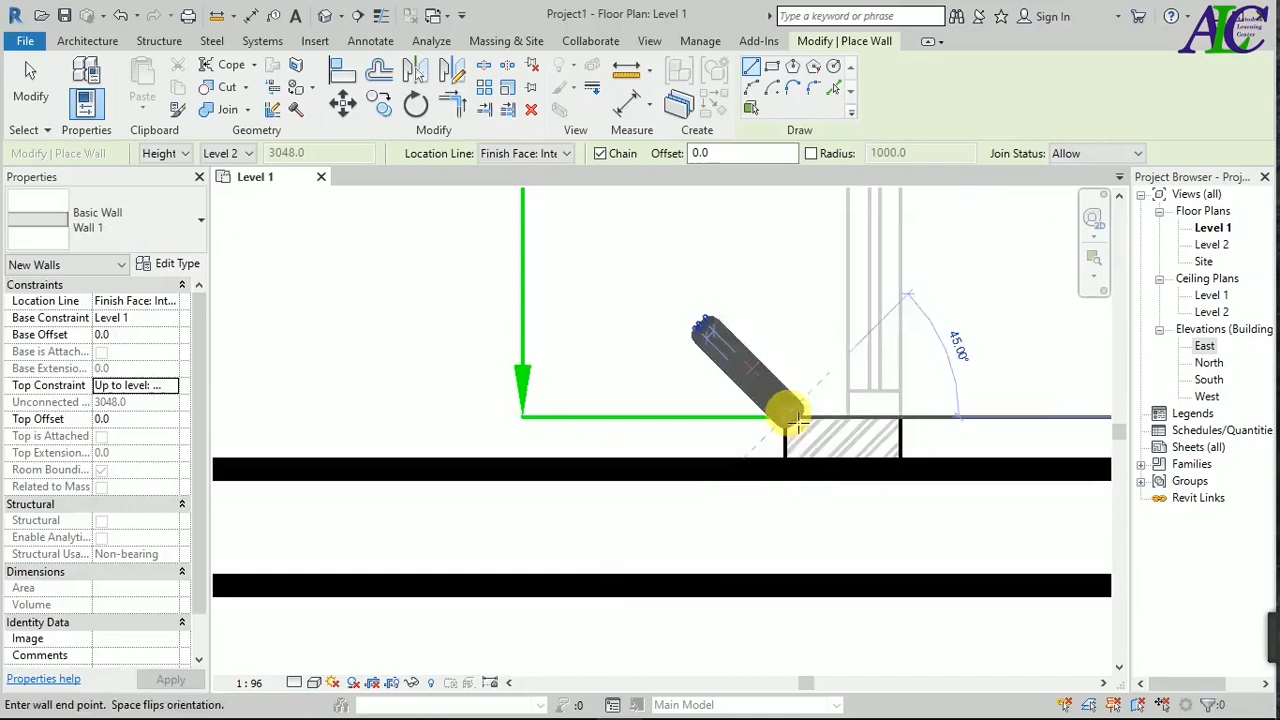 Project1 - Floor Plan: Level 1
Type a keyword or phrase
Sign In
ALC
Autodesk
Learning
Center
File
Architecture
Structure
Steel
Systems
Insert
Annotate
Analyze
Massing & Site
Collaborate
View
Manage
Add-Ins
Modify | Place Wall
Modify
Paste
Cope
Cut
Join
Select
Properties
Clipboard
Geometry
Modify
View
Measure
Create
Draw
Modify | Place Wall
Height
Level 2
3048.0
Location Line:
Finish Face: Inte
Chain
Offset:
0.0
Radius:
1000.0
Join Status:
Allow
Properties
Basic Wall
Wall 1
New Walls
Edit Type
Constraints
Location Line Finish Face: Int...
Base Constraint Level 1
Base Offset 0.0
Base is Attach...
Base Extensio... 0.0
Top Constraint Up to level: ...
Unconnected ... 3048.0
Top Offset 0.0
Top is Attached
Top Extension... 0.0
Room Boundi...
Related to Mass
Structural
Structural
Enable Analyti...
Structural Usa... Non-bearing
Dimensions
Area
Volume
Identity Data
Image
Comments
Properties help
Apply
Level 1
2D
45.00°
1 : 96
Project Browser - Proj...
Views (all)
Floor Plans
Level 1
Level 2
Site
Ceiling Plans
Level 1
Level 2
Elevations (Building
East
North
South
West
Legends
Schedules/Quantitie
Sheets (all)
Families
Groups
Revit Links
Enter wall end point. Space flips orientation.
:0
Main Model
:0